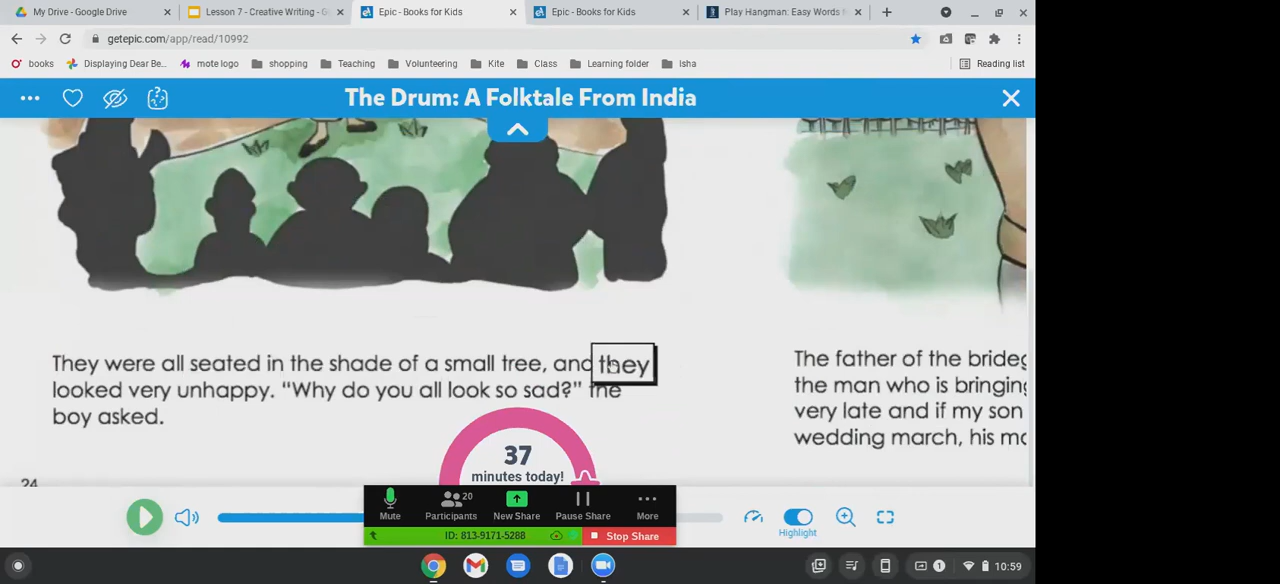 My Drive - Google Drive
Lesson 7 - Creative Writing - G
Epic - Books for Kids
Epic - Books for Kids
Play Hangman: Easy Words
getepic.com/app/read/10992
books
Displaying Dear Be...
mote logo
shopping
Teaching
Volunteering
Kite
Class
Learning folder
Isha
Reading list
The Drum: A Folktale From India
They were all seated in the shade of a small tree, and they
looked very unhappy. “Why do you all look so sad?” the
boy asked.
The father of the brideg
the man who is bringing
very late and if my son
wedding march, his mo
24
37
minutes today!
Mute
Participants 20
New Share
Pause Share
More
ID: 813-9171-5288
Stop Share
Highlight
1
10:59